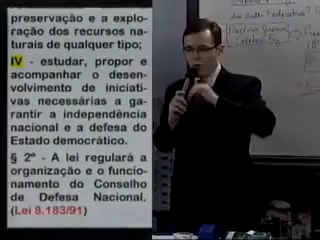 preservação e a explo-
ração dos recursos na-
turais de qualquer tipo;
IV - estudar, propor e
acompanhar o desen-
volvimento de iniciati-
vas necessárias a ga-
rantir a independência
nacional e a defesa do
Estado democrático.
§ 2º - A lei regulará a
organização e o funcio-
namento do Conselho
de Defesa Nacional.
(Lei 8.183/91)